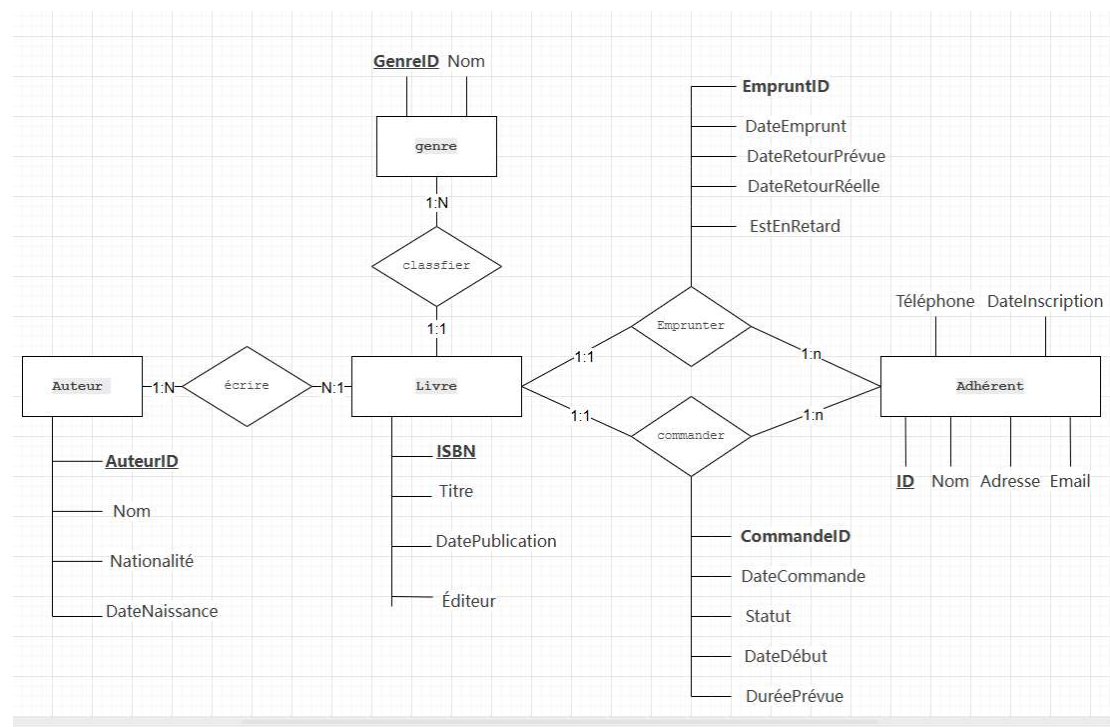 GenreID Nom
genre
1:N
classfier
1:1
Auteur
1:N
écrire
N:1
Livre
AuteurID
Nom
Nationalité
DateNaissance
ISBN
Titre
DatePublication
Éditeur
EmpruntID
DateEmprunt
DateRetourPrévue
DateRetourRéelle
EstEnRetard
Emprunter
1:1
1:n
1:1
1:n
commander
CommandeID
DateCommande
Statut
DateDébut
DuréePrévue
Téléphone DateInscription
Adhérent
ID Nom Adresse Email